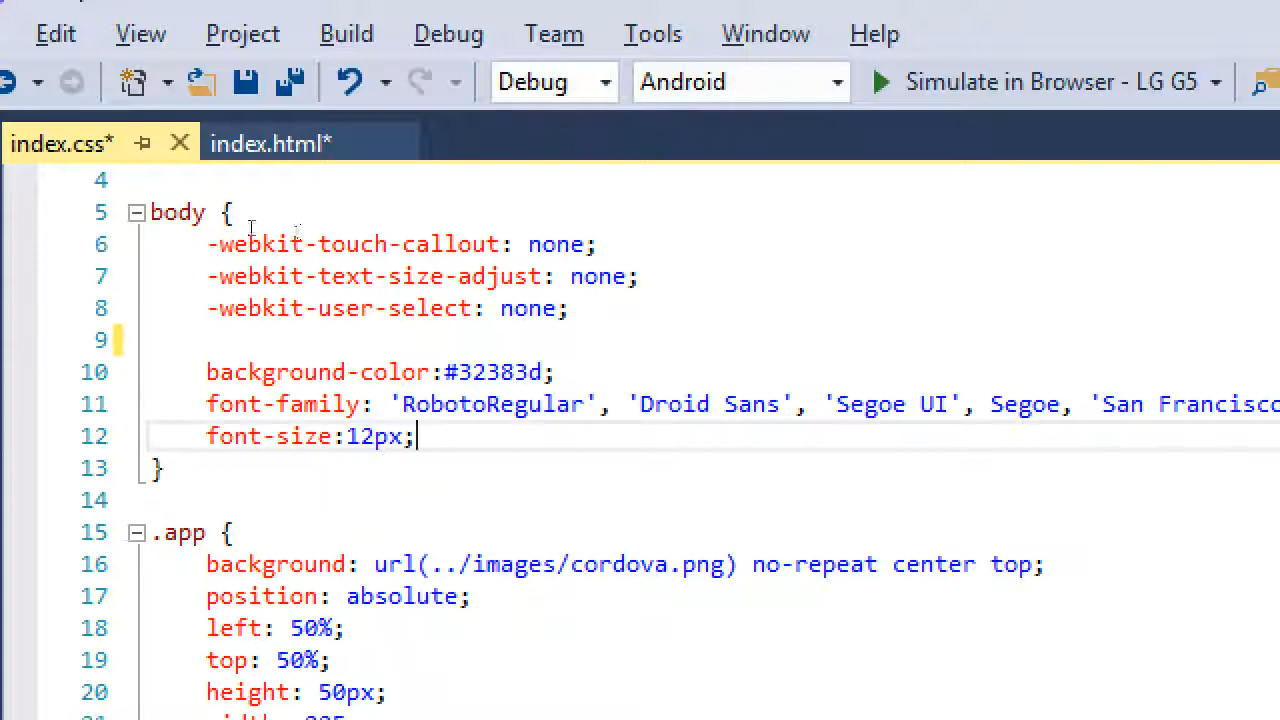 Edit View Project Build Debug Team Tools Window Help
Debug Android Simulate in Browser - LG G5
index.css* index.html*
4
5 body {
6 -webkit-touch-callout: none;
7 -webkit-text-size-adjust: none;
8 -webkit-user-select: none;
9
10 background-color:#32383d;
11 font-family: 'RobotoRegular', 'Droid Sans', 'Segoe UI', Segoe, 'San Francisco
12 font-size:12px;
13 }
14
15 .app {
16 background: url(../images/cordova.png) no-repeat center top;
17 position: absolute;
18 left: 50%;
19 top: 50%;
20 height: 50px;